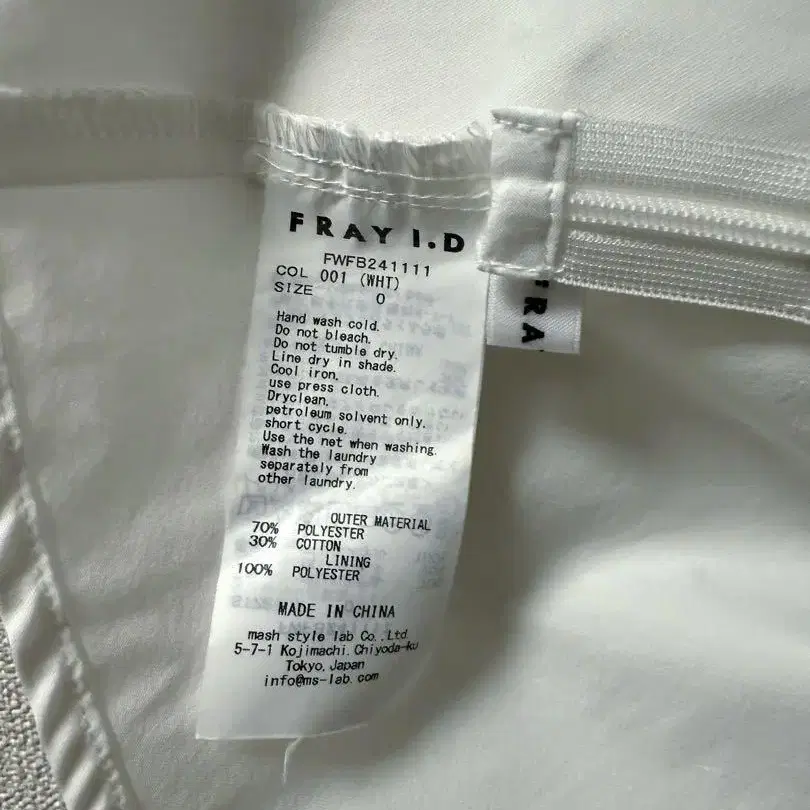 FRAY I.D
FWFB241111
COL 001 (WHT)
SIZE 0
Hand wash cold.
Do not bleach.
Do not tumble dry.
Line dry in shade.
Cool iron.
use press cloth.
Dryclean,
petroleum solvent only.
short cycle.
Use the net when washing.
Wash the laundry
separately from
other laundry.
OUTER MATERIAL
70% POLYESTER
30% COTTON
LINING
100% POLYESTER
MADE IN CHINA
mash style lab Co.,Ltd.
5-7-1 Kojimachi.Chiyoda-ku
Tokyo,Japan
info@ms-lab.com
FRA